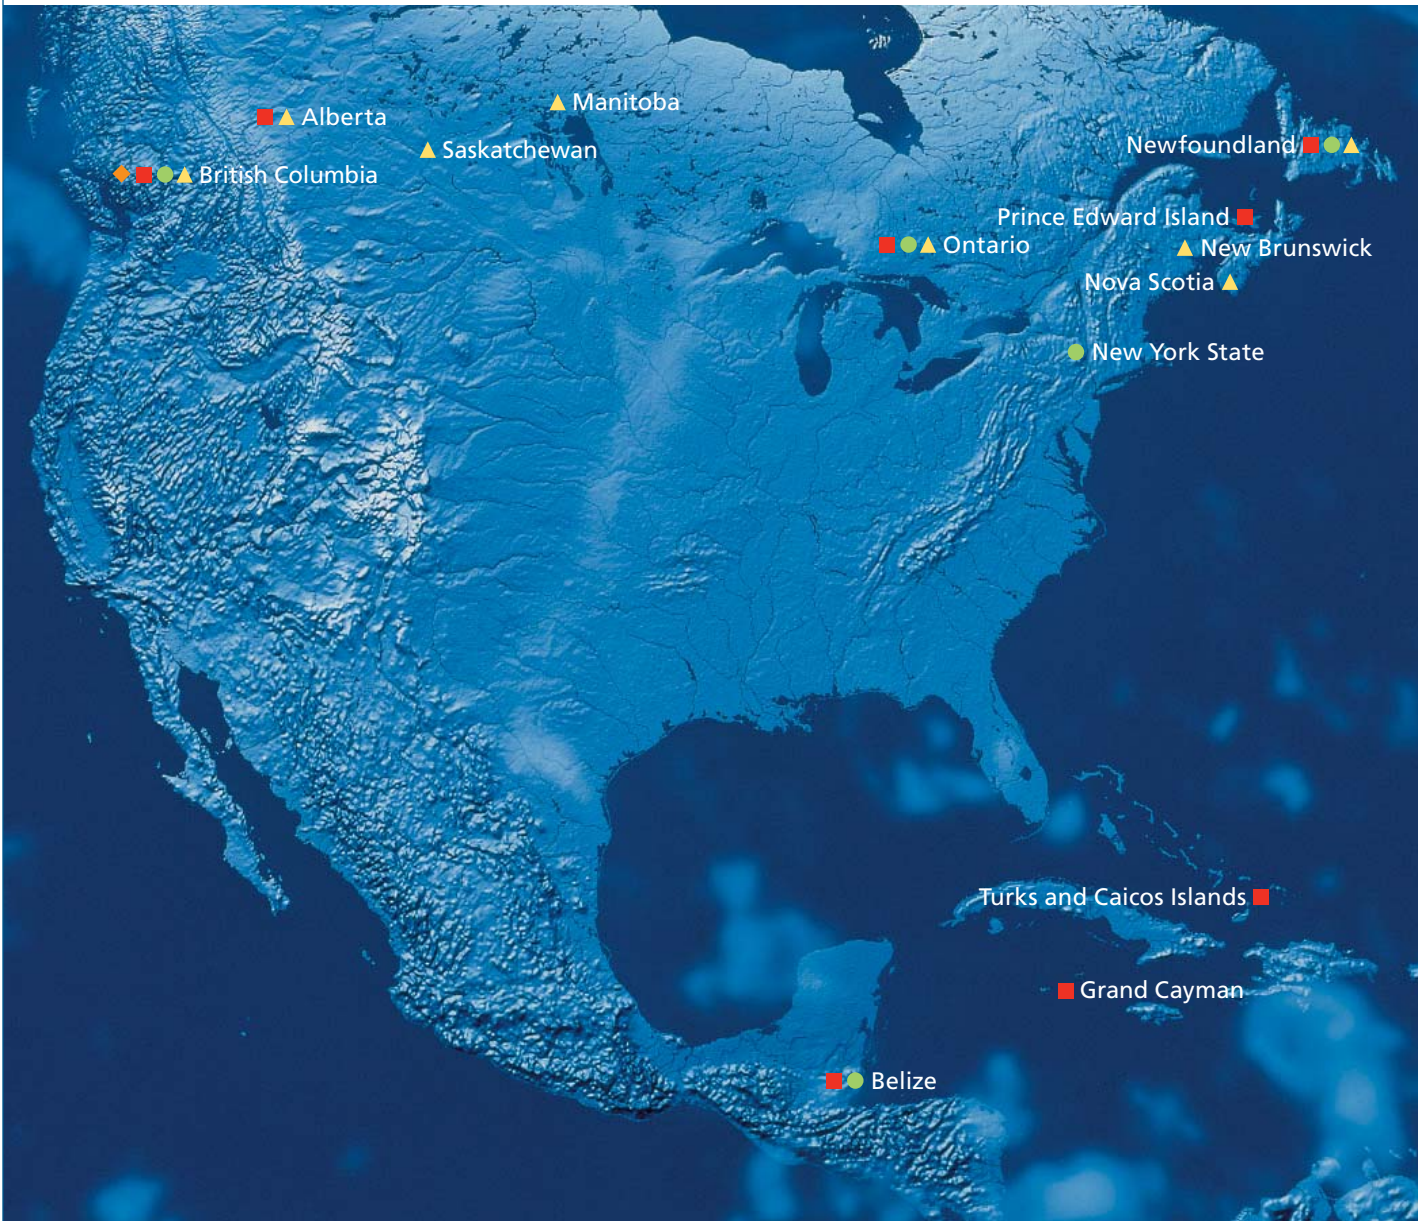 Manitoba
Alberta
Saskatchewan
British Columbia
Newfoundland
Prince Edward Island
Ontario
New Brunswick
Nova Scotia
New York State
Turks and Caicos Islands
Grand Cayman
Belize